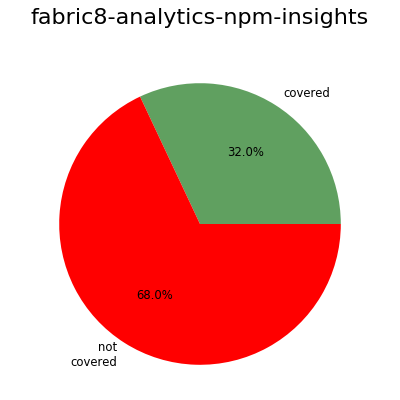 fabric8-analytics-npm-insights
covered
32.0%
68.0%
not
covered